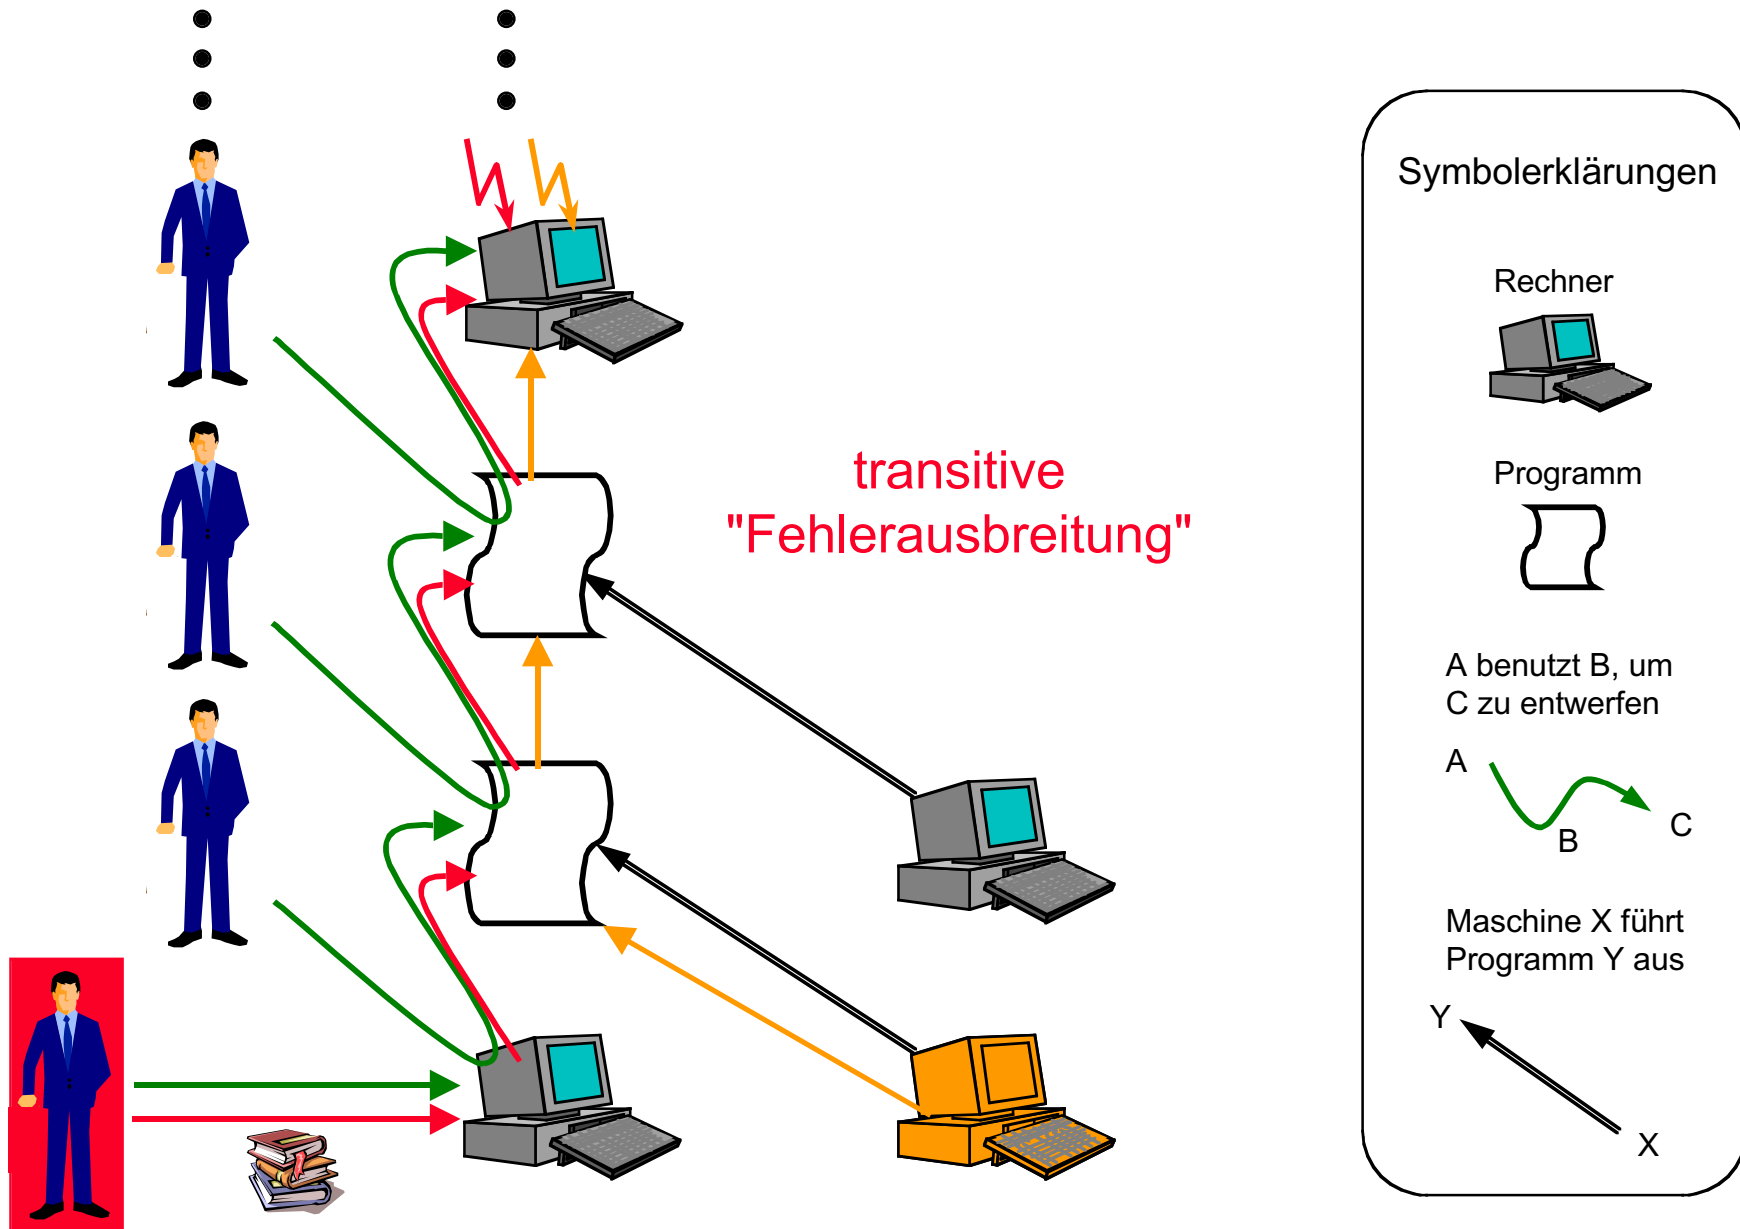 transitive
"Fehlerausbreitung"
Symbolerklärungen
Rechner
Programm
A benutzt B, um
C zu entwerfen
A
B
C
Maschine X führt
Programm Y aus
Y
X